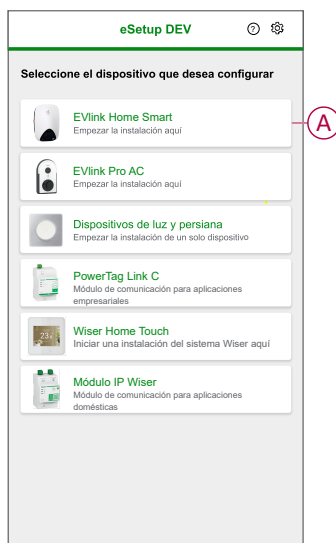 eSetup DEV
Seleccione el dispositivo que desea configurar
EVlink Home Smart
Empezar la instalación aquí
A
EVlink Pro AC
Empezar la instalación aquí
Dispositivos de luz y persiana
Empezar la instalación de un solo dispositivo
PowerTag Link C
Módulo de comunicación para aplicaciones
empresariales
Wiser Home Touch
Iniciar una instalación del sistema Wiser aquí
Módulo IP Wiser
Módulo de comunicación para aplicaciones
domésticas